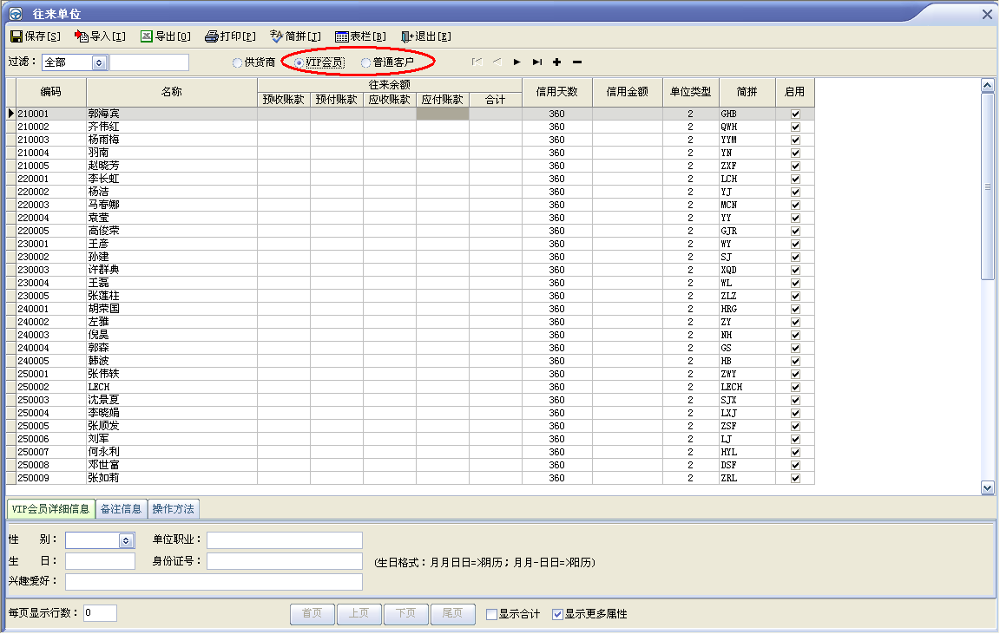 往来单位
保存[S] 导入[I] 导出[O] 打印[P] 简拼[J] 表栏[B] 退出[E]
过滤： 全部 供货商 VIP会员 普通客户
编码 名称 往来余额 信用天数 信用金额 单位类型 简拼 启用
预收账款 预付账款 应收账款 应付账款 合计
210001 郭海宾 360 2 GHB
210002 齐伟红 360 2 QWH
210003 杨雨梅 360 2 YYM
210004 羽南 360 2 YN
210005 赵晓芳 360 2 ZXF
220001 李长虹 360 2 LCH
220002 杨洁 360 2 YJ
220003 马春娜 360 2 MCN
220004 袁莹 360 2 YY
220005 高俊荣 360 2 GJR
230001 王彦 360 2 WY
230002 孙建 360 2 SJ
230003 许群典 360 2 XQD
230004 王磊 360 2 WL
230005 张莲柱 360 2 ZLZ
240001 胡荣国 360 2 HRG
240002 左雅 360 2 ZY
240003 倪昊 360 2 NH
240004 郭森 360 2 GS
240005 韩波 360 2 HB
250001 张伟轶 360 2 ZWY
250002 LECH 360 2 LECH
250003 沈景夏 360 2 SJX
250004 李晓娟 360 2 LXJ
250005 张顺发 360 2 ZSF
250006 刘军 360 2 LJ
250007 何永利 360 2 HYL
250008 邓世富 360 2 DSF
250009 张如莉 360 2 ZRL
VIP会员详细信息 备注信息 操作方法
性 别： 单位职业：
生 日： 身份证号： (生日格式：月月日日=>阴历；月月-日日=>阳历)
兴趣爱好：
每页显示行数： 0 首页 上页 下页 尾页 显示合计 显示更多属性